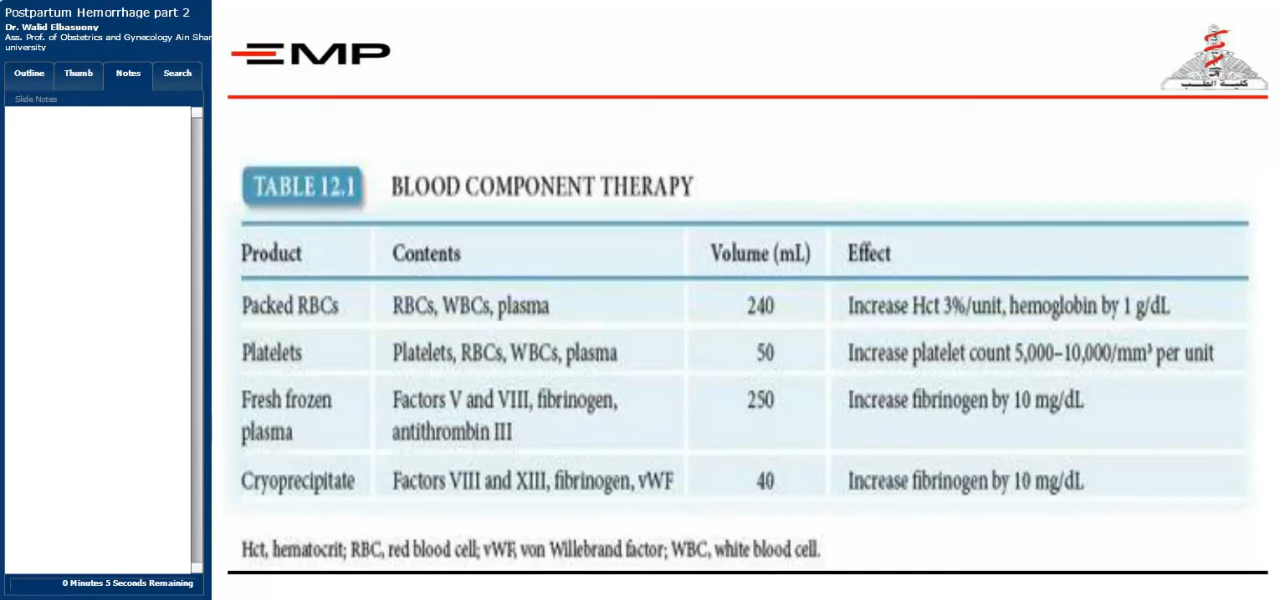 Postpartum Hemorrhage part 2
Dr. Walid Elbasuony
Ass. Prof. of Obstetrics and Gynecology Ain Shar
university
Outline Thumb Notes Search
Slide Notes
EMP
كلية الطب
TABLE 12.1 BLOOD COMPONENT THERAPY
Product Contents Volume (mL) Effect
Packed RBCs RBCs, WBCs, plasma 240 Increase Hct 3%/unit, hemoglobin by 1 g/dL
Platelets Platelets, RBCs, WBCs, plasma 50 Increase platelet count 5,000–10,000/mm³ per unit
Fresh frozen Factors V and VIII, fibrinogen, 250 Increase fibrinogen by 10 mg/dL
plasma antithrombin III
Cryoprecipitate Factors VIII and XIII, fibrinogen, vWF 40 Increase fibrinogen by 10 mg/dL
Hct, hematocrit; RBC, red blood cell; vWF, von Willebrand factor; WBC, white blood cell.
0 Minutes 5 Seconds Remaining